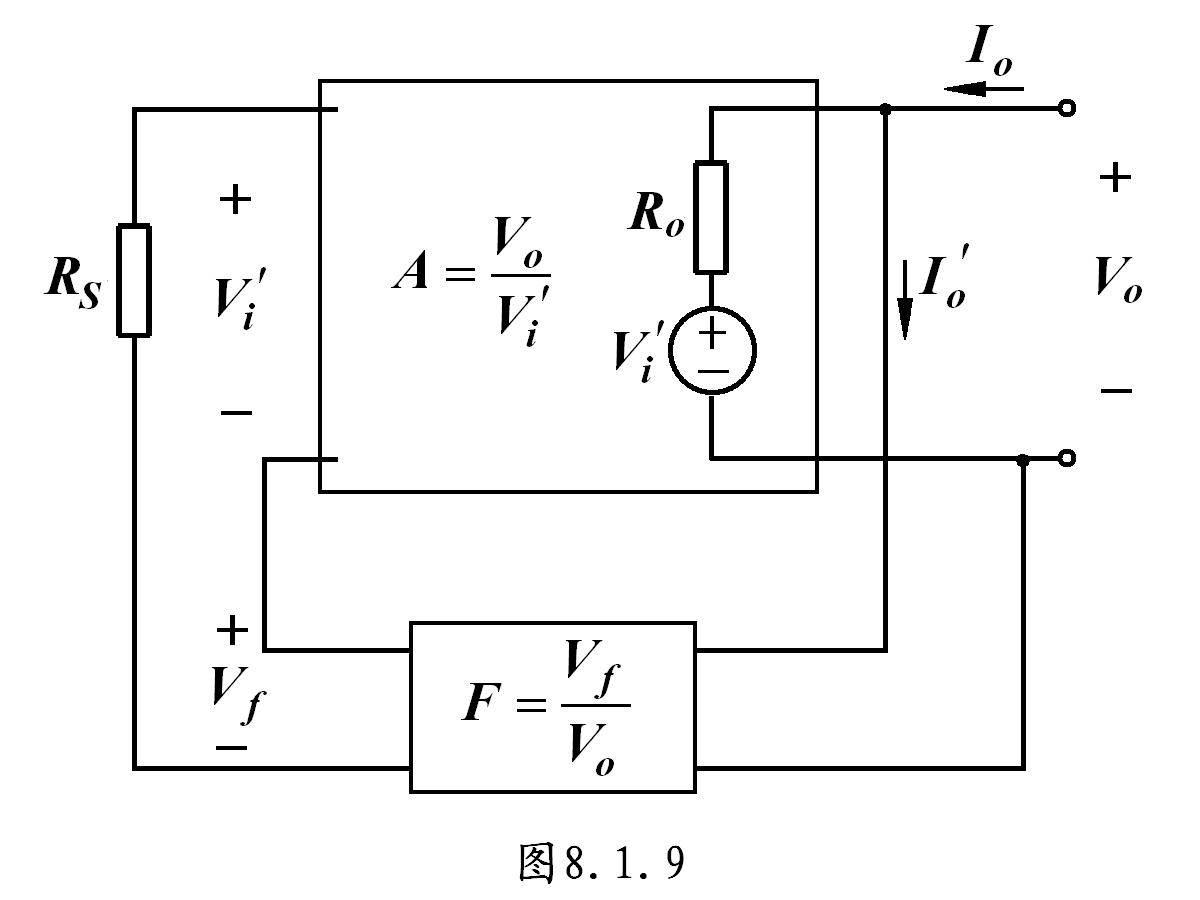 I_o
+ + 
R_o
R_S V_i' A = V_o / V_i' I_o' V_o
V_i' + −
− −
+
V_f F = V_f / V_o
−
图8.1.9